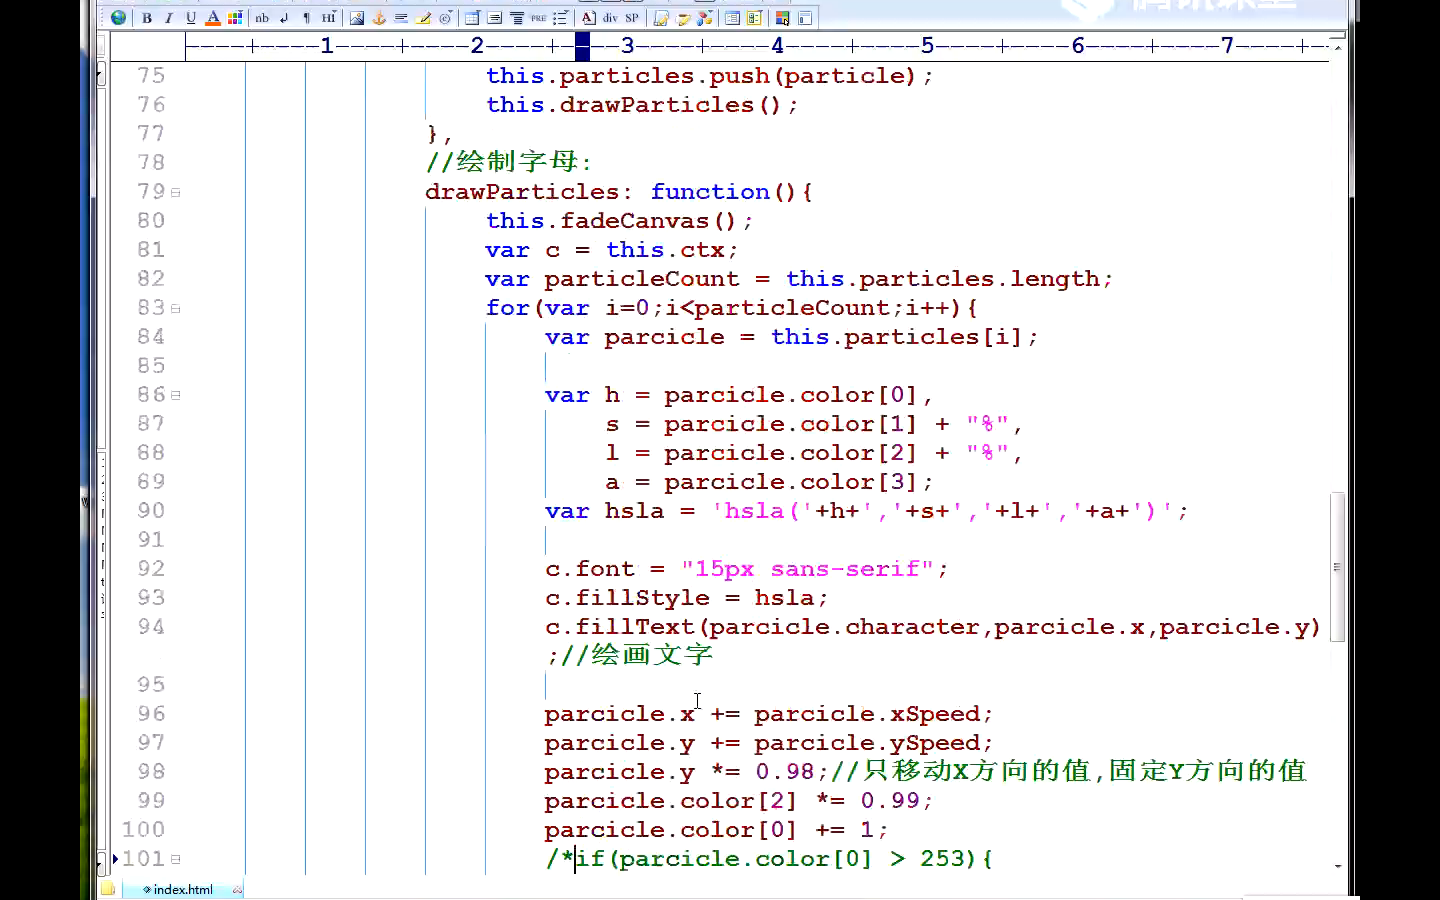 腾讯课堂
B I U A nb HI PRE A div SP
1 2 3 4 5 6 7
75 this.particles.push(particle);
76 this.drawParticles();
77 },
78 //绘制字母:
79 drawParticles: function(){
80 this.fadeCanvas();
81 var c = this.ctx;
82 var particleCount = this.particles.length;
83 for(var i=0;i<particleCount;i++){
84 var parcicle = this.particles[i];
85
86 var h = parcicle.color[0],
87 s = parcicle.color[1] + "%",
88 l = parcicle.color[2] + "%",
89 a = parcicle.color[3];
90 var hsla = 'hsla('+h+','+s+','+l+','+a+')';
91
92 c.font = "15px sans-serif";
93 c.fillStyle = hsla;
94 c.fillText(parcicle.character,parcicle.x,parcicle.y)
;//绘画文字
95
96 parcicle.x += parcicle.xSpeed;
97 parcicle.y += parcicle.ySpeed;
98 parcicle.y *= 0.98;//只移动X方向的值,固定Y方向的值
99 parcicle.color[2] *= 0.99;
100 parcicle.color[0] += 1;
101 /*if(parcicle.color[0] > 253){
index.html